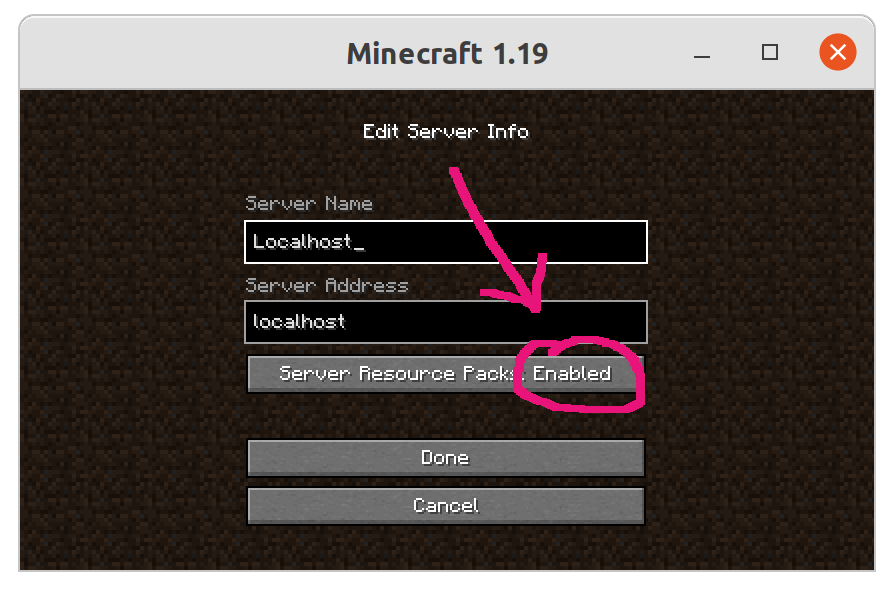 Minecraft 1.19
Edit Server Info
Server Name
Localhost_
Server Address
localhost
Server Resource Packs: Enabled
Done
Cancel